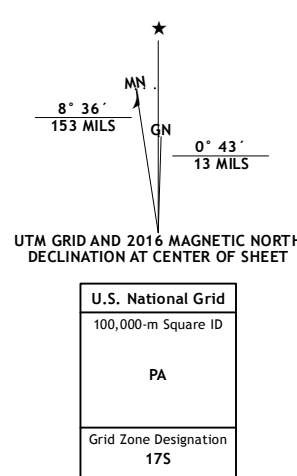 MN
8° 36´
153 MILS
GN
0° 43´
13 MILS
UTM GRID AND 2016 MAGNETIC NORTH
DECLINATION AT CENTER OF SHEET
U.S. National Grid
100,000-m Square ID
PA
Grid Zone Designation
17S